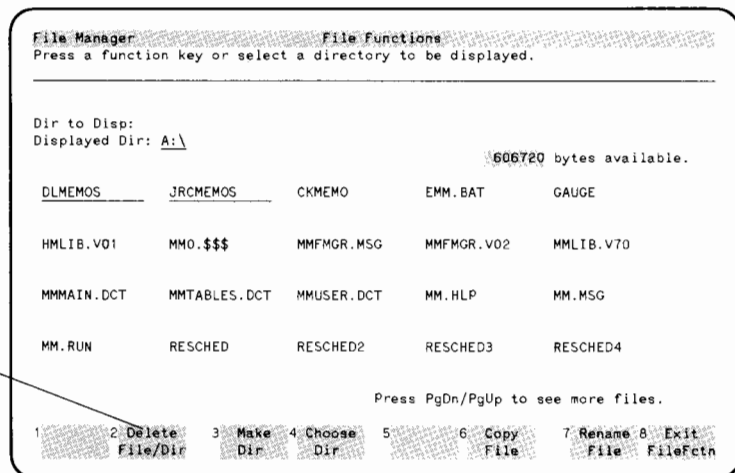 File Manager File Functions
Press a function key or select a directory to be displayed.
Dir to Disp:
Displayed Dir: A:\
606720 bytes available.
DLMEMOS JRCMEMOS CKMEMO EMM.BAT GAUGE
HMLIB.V01 MMO.$$$ MMFMGR.MSG MMFMGR.V02 MMLIB.V70
MMMAIN.DCT MMTABLES.DCT MMUSER.DCT MM.HLP MM.MSG
MM.RUN RESCHED RESCHED2 RESCHED3 RESCHED4
Press PgDn/PgUp to see more files.
1 2 Delete 3 Make 4 Choose 5 6 Copy 7 Rename 8 Exit
File/Dir Dir Dir File File FileFctn